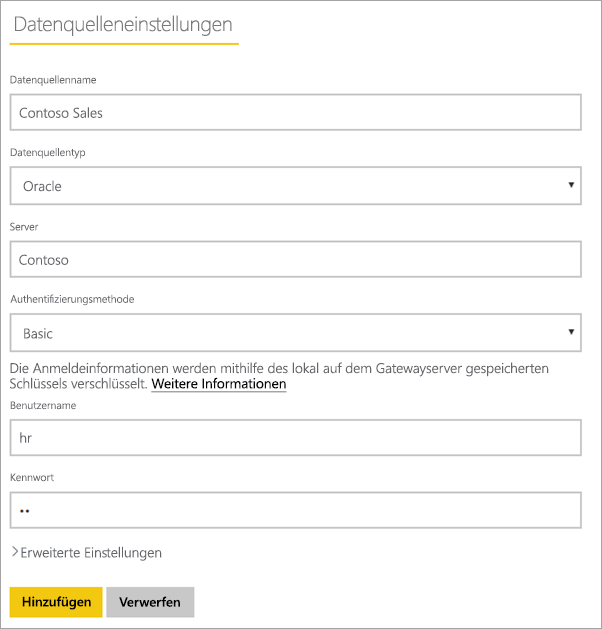 Datenquelleneinstellungen
Datenquellenname
Contoso Sales
Datenquellentyp
Oracle
Server
Contoso
Authentifizierungsmethode
Basic
Die Anmeldeinformationen werden mithilfe des lokal auf dem Gatewayserver gespeicherten
Schlüssels verschlüsselt. Weitere Informationen
Benutzername
hr
Kennwort
••
Erweiterte Einstellungen
Hinzufügen Verwerfen